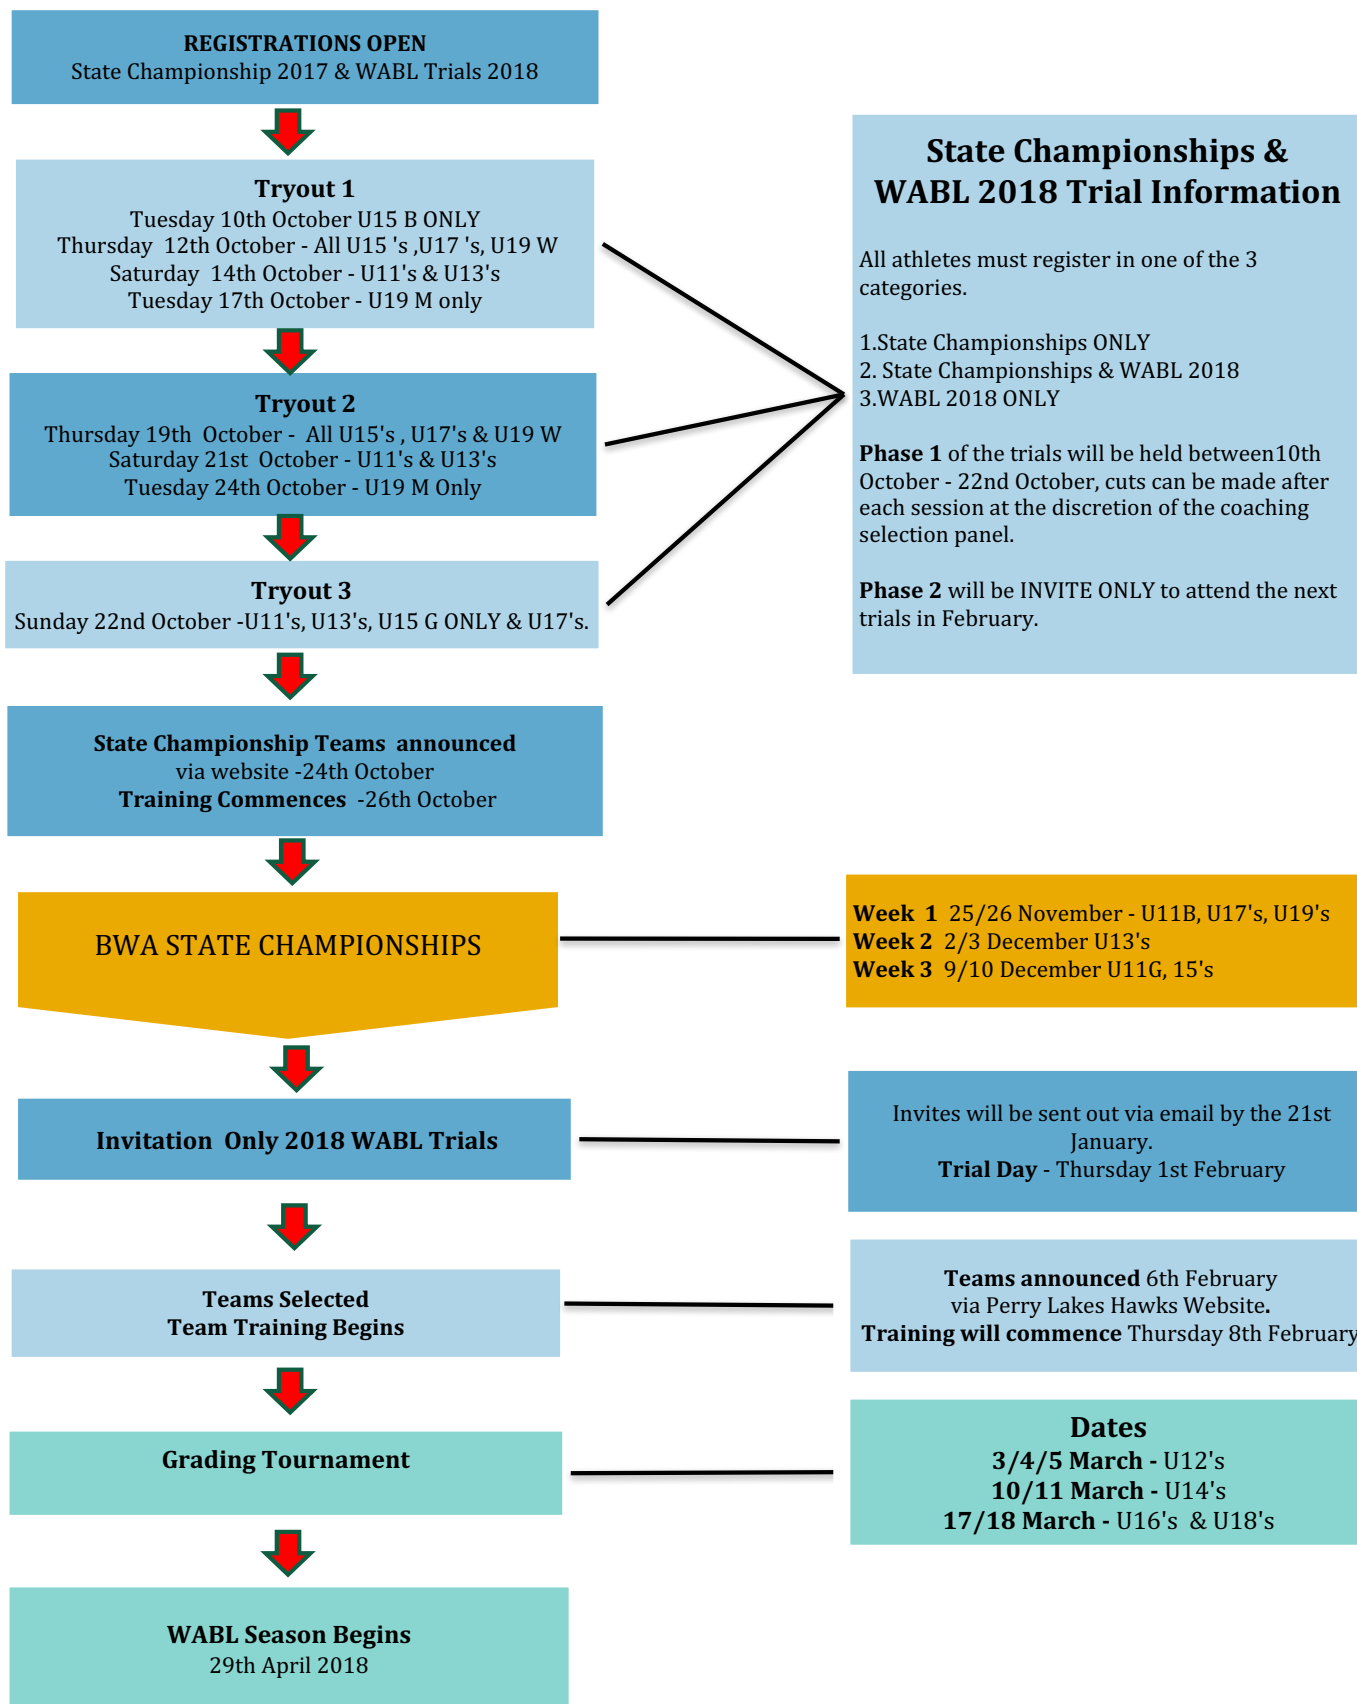 REGISTRATIONS OPEN
State Championship 2017 & WABL Trials 2018
Tryout 1
Tuesday 10th October U15 B ONLY
Thursday  12th October - All U15 's ,U17 's, U19 W
Saturday  14th October - U11's & U13's
Tuesday 17th October - U19 M only
Tryout 2
Thursday 19th  October -  All U15's , U17's & U19 W
Saturday 21st  October - U11's & U13's
Tuesday 24th October - U19 M Only
Tryout 3
Sunday 22nd October -U11's, U13's, U15 G ONLY & U17's.
State Championships &
WABL 2018 Trial Information
All athletes must register in one of the 3
categories.
1.State Championships ONLY
2. State Championships & WABL 2018
3.WABL 2018 ONLY
Phase 1 of the trials will be held between10th
October - 22nd October, cuts can be made after
each session at the discretion of the coaching
selection panel.
Phase 2 will be INVITE ONLY to attend the next
trials in February.
State Championship Teams  announced
via website -24th October
Training Commences  -26th October
BWA STATE CHAMPIONSHIPS
Week  1  25/26 November - U11B, U17's, U19's
Week 2  2/3 December U13's
Week 3  9/10 December U11G, 15's
Invitation  Only 2018 WABL Trials
Invites will be sent out via email by the 21st
January.
Trial Day - Thursday 1st February
Teams Selected
Team Training Begins
Teams announced 6th February
via Perry Lakes Hawks Website.
Training will commence Thursday 8th February
Grading Tournament
Dates
3/4/5 March - U12's
10/11 March - U14's
17/18 March - U16's  & U18's
WABL Season Begins
29th April 2018